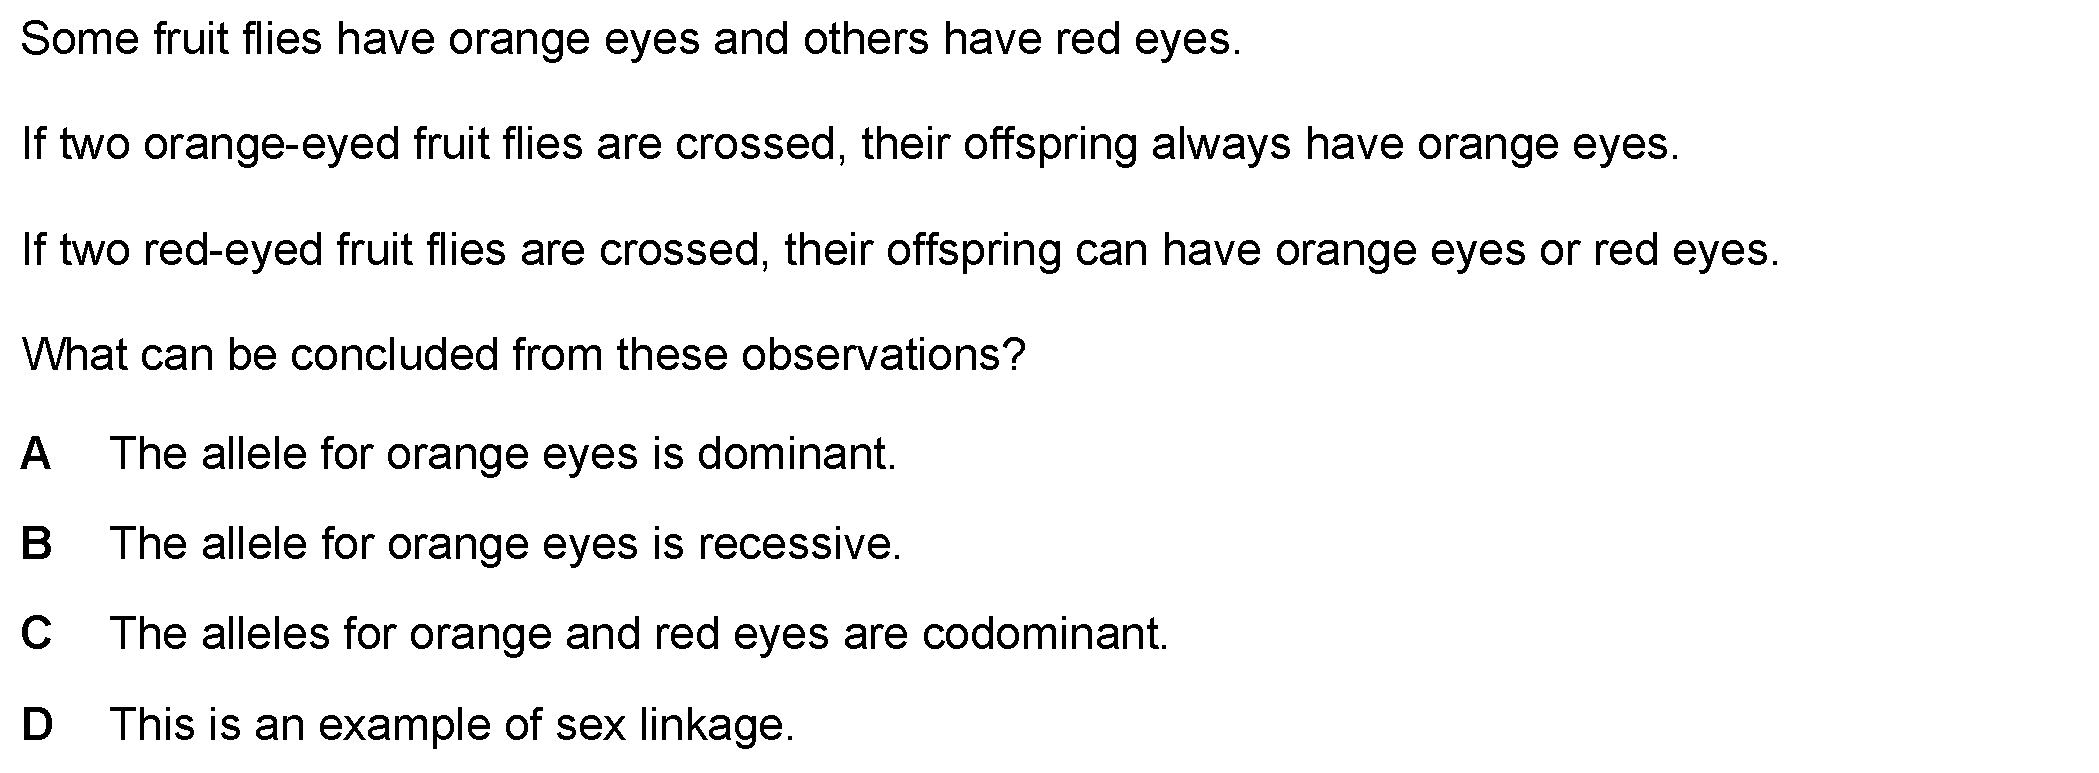 Some fruit flies have orange eyes and others have red eyes.
If two orange-eyed fruit flies are crossed, their offspring always have orange eyes.
If two red-eyed fruit flies are crossed, their offspring can have orange eyes or red eyes.
What can be concluded from these observations?
A The allele for orange eyes is dominant.
B The allele for orange eyes is recessive.
C The alleles for orange and red eyes are codominant.
D This is an example of sex linkage.